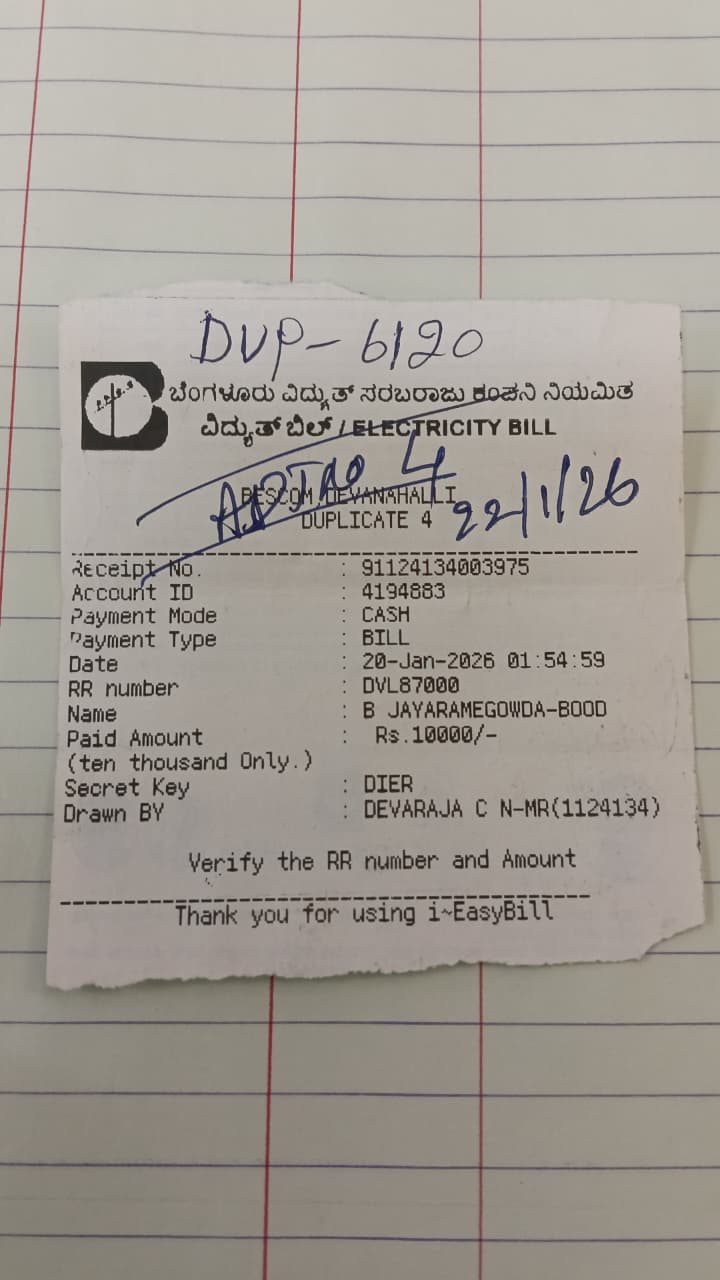 DVP- 6120
ಬೆಂಗಳೂರು ವಿದ್ಯುತ್ ಸರಬರಾಜು ಕಂಪನಿ ನಿಯಮಿತ
ವಿದ್ಯುತ್ ಬಿಲ್ / ELECTRICITY BILL
4
BESCOM DEVANAHALLI
22/1/26
DUPLICATE 4
Receipt No. : 91124134003975
Account ID : 4194883
Payment Mode : CASH
Payment Type : BILL
Date : 20-Jan-2026 01:54:59
RR number : DVL87000
Name : B JAYARAMEGOWDA-BOOD
Paid Amount : Rs.10000/-
(ten thousand Only.)
Secret Key : DIER
Drawn BY : DEVARAJA C N-MR(1124134)
Verify the RR number and Amount
Thank you for using i~EasyBill